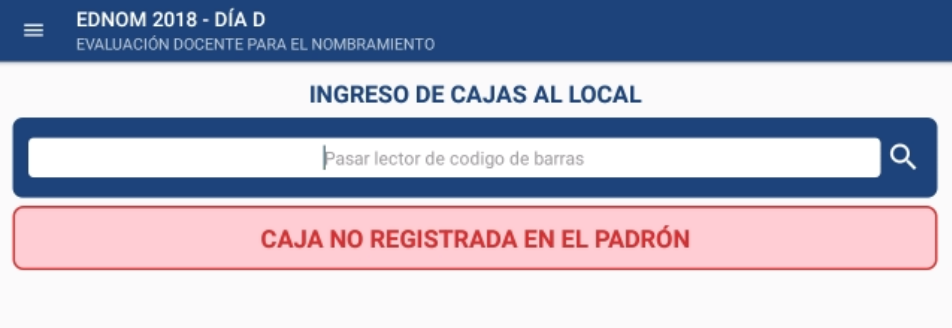 EDNOM 2018 - DÍA D
EVALUACIÓN DOCENTE PARA EL NOMBRAMIENTO
INGRESO DE CAJAS AL LOCAL
Pasar lector de codigo de barras
CAJA NO REGISTRADA EN EL PADRÓN